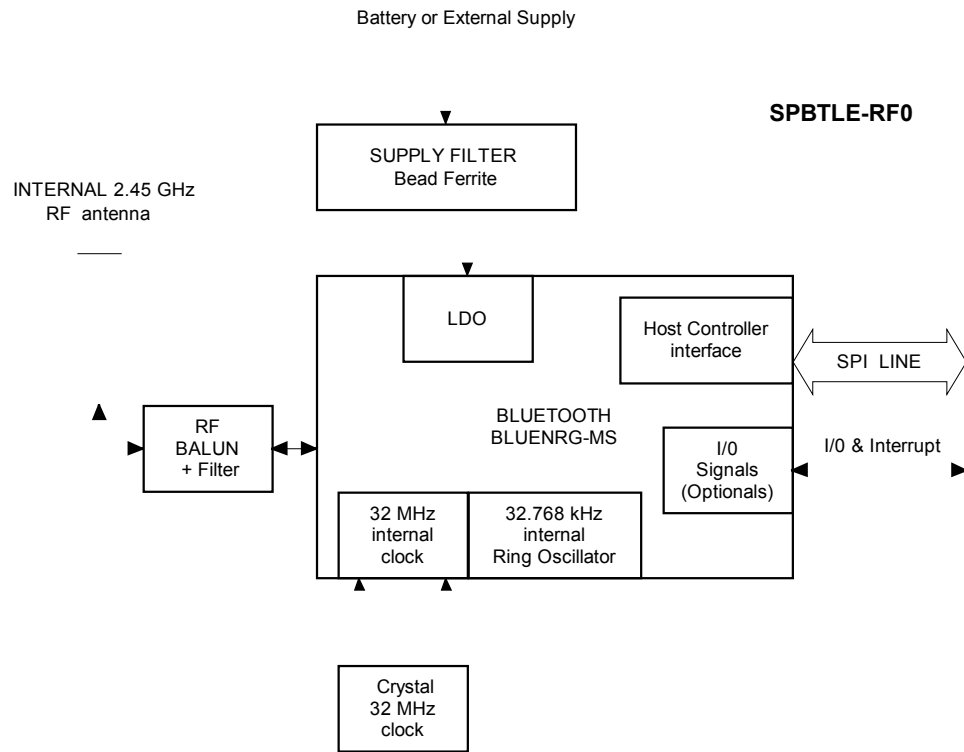 Battery or External Supply
SPBTLE-RF0
SUPPLY FILTER
Bead Ferrite
INTERNAL 2.45 GHz
RF antenna
LDO
Host Controller
interface
SPI LINE
BLUETOOTH
BLUENRG-MS
RF
BALUN
+ Filter
I/0
Signals
(Optionals)
I/0 & Interrupt
32 MHz
internal
clock
32.768 kHz
internal
Ring Oscillator
Crystal
32 MHz
clock